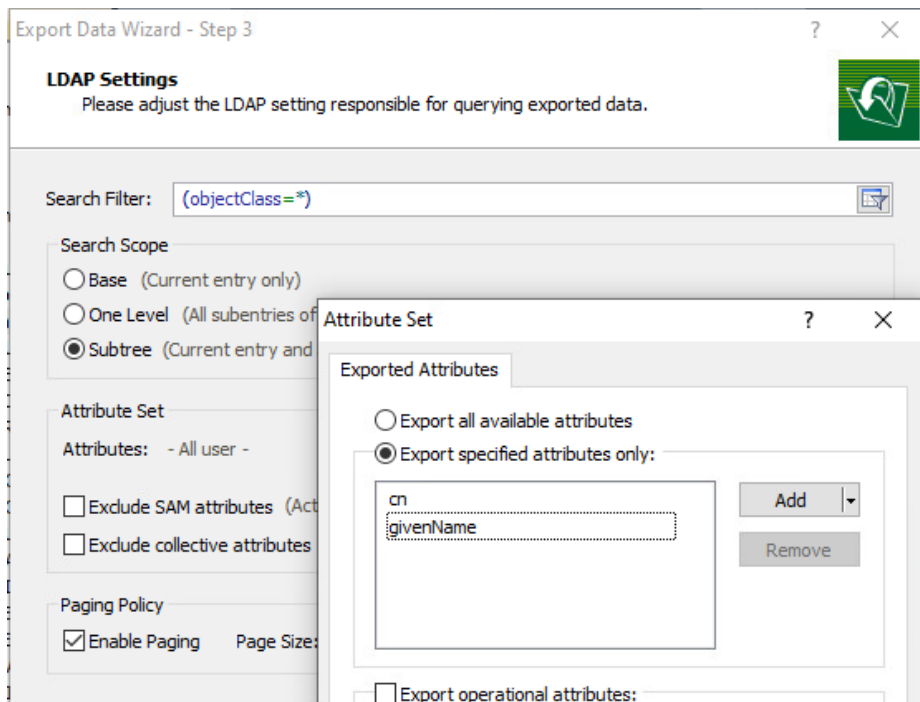 Export Data Wizard - Step 3
LDAP Settings
Please adjust the LDAP setting responsible for querying exported data.
Search Filter: (objectClass=*)
Search Scope
Base (Current entry only)
One Level (All subentries of
Subtree (Current entry and
Attribute Set
Attributes: - All user -
Exclude SAM attributes (Act
Exclude collective attributes
Paging Policy
Enable Paging Page Size:
Attribute Set
Exported Attributes
Export all available attributes
Export specified attributes only:
cn
givenName
Add
Remove
Export operational attributes: